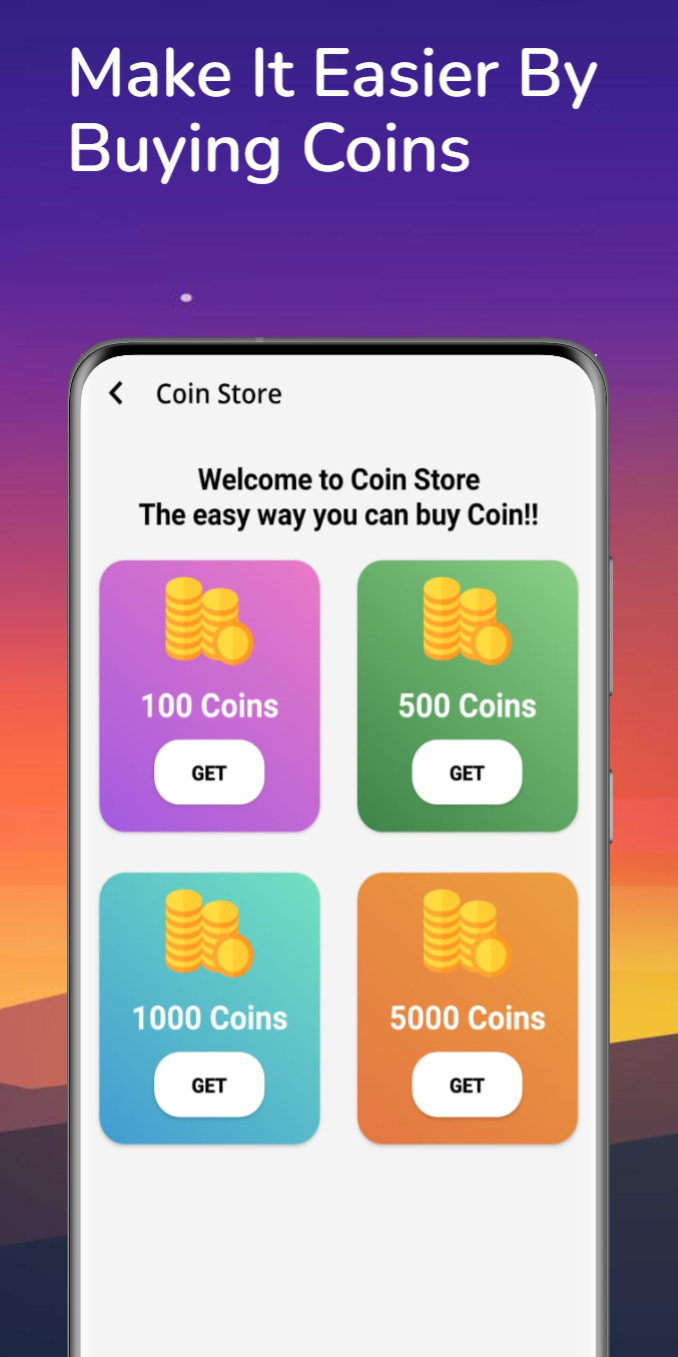 Make It Easier By
Buying Coins
Coin Store
Welcome to Coin Store
The easy way you can buy Coin!!
100 Coins
500 Coins
GET
GET
1000 Coins
5000 Coins
GET
GET